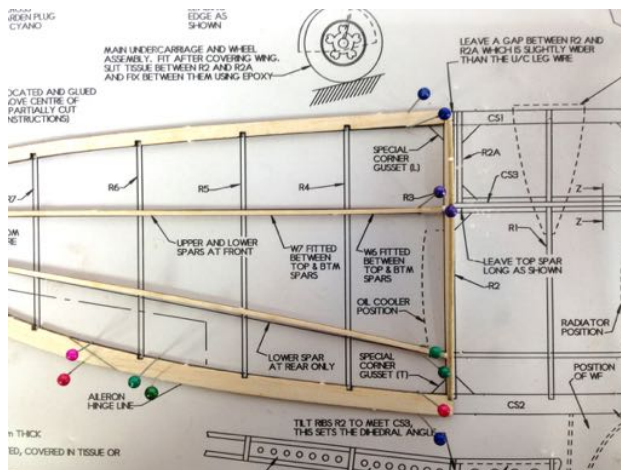 ARDEN PLUG
CYANO
EDGE AS
SHOWN
MAIN UNDERCARRIAGE AND WHEEL
ASSEMBLY. FIT AFTER COVERING WING.
SLIT TISSUE BETWEEN R2 AND R2A
AND FIX BETWEEN THEM USING EPOXY
LEAVE A GAP BETWEEN R2 AND
R2A WHICH IS SLIGHTLY WIDER
THAN THE U/C LEG WIRE
OCATED AND GLUED
OVE CENTRE OF
PARTIALLY CUT
NSTRUCTIONS)
CS1
SPECIAL
CORNER
GUSSET (L)
R2A
R7
R6
R5
R4
R3
CS3
Z
Z
R1
OM
RE
UPPER AND LOWER
SPARS AT FRONT
W7 FITTED
BETWEEN
TOP & BTM
SPARS
W6 FITTED
BETWEEN
TOP & BTM
SPARS
LEAVE TOP SPAR
LONG AS SHOWN
R2
OIL COOLER
POSITION
RADIATOR
POSITION
LOWER SPAR
AT REAR ONLY
SPECIAL
CORNER
GUSSET (T)
POSITION
OF WF
AILERON
HINGE LINE
CS2
TILT RIBS R2 TO MEET CS3,
THIS SETS THE DIHEDRAL ANGLE
m THICK
TED, COVERED IN TISSUE OR